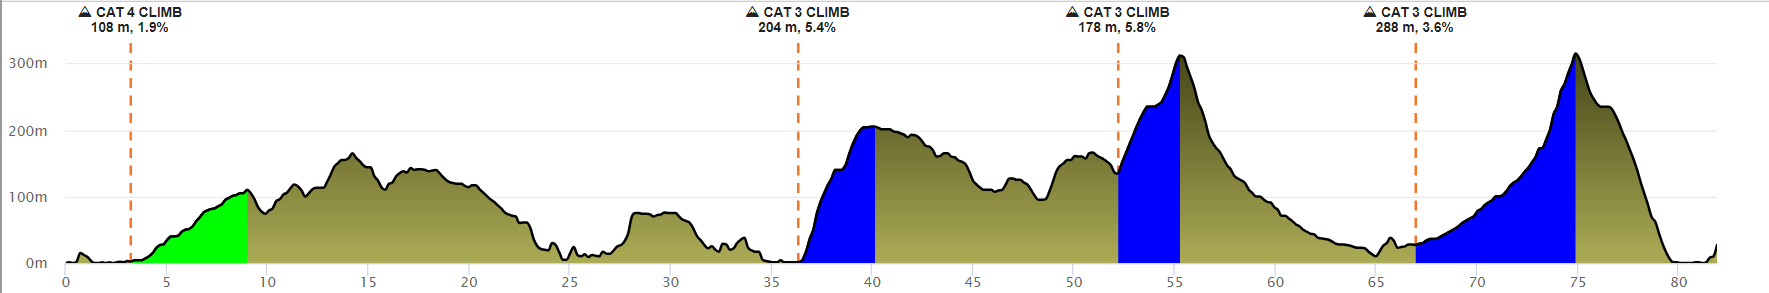 CAT 4 CLIMB
108 m, 1.9%
CAT 3 CLIMB
204 m, 5.4%
CAT 3 CLIMB
178 m, 5.8%
CAT 3 CLIMB
288 m, 3.6%
300m
200m
100m
0m
0 5 10 15 20 25 30 35 40 45 50 55 60 65 70 75 80